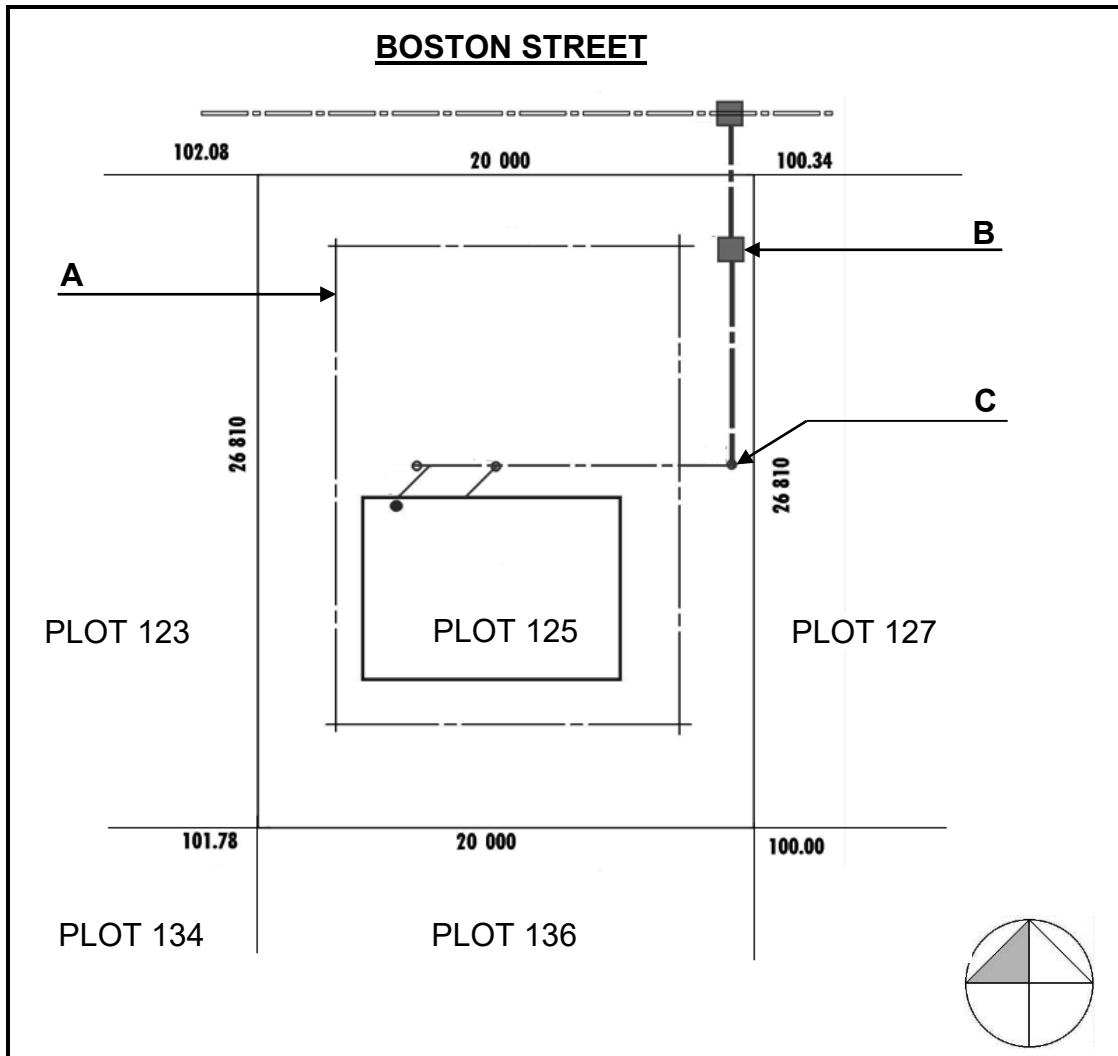 BOSTON STREET
102.08
20 000
100.34
B
A
C
26 810
26 810
PLOT 123
PLOT 125
PLOT 127
101.78
20 000
100.00
PLOT 134
PLOT 136